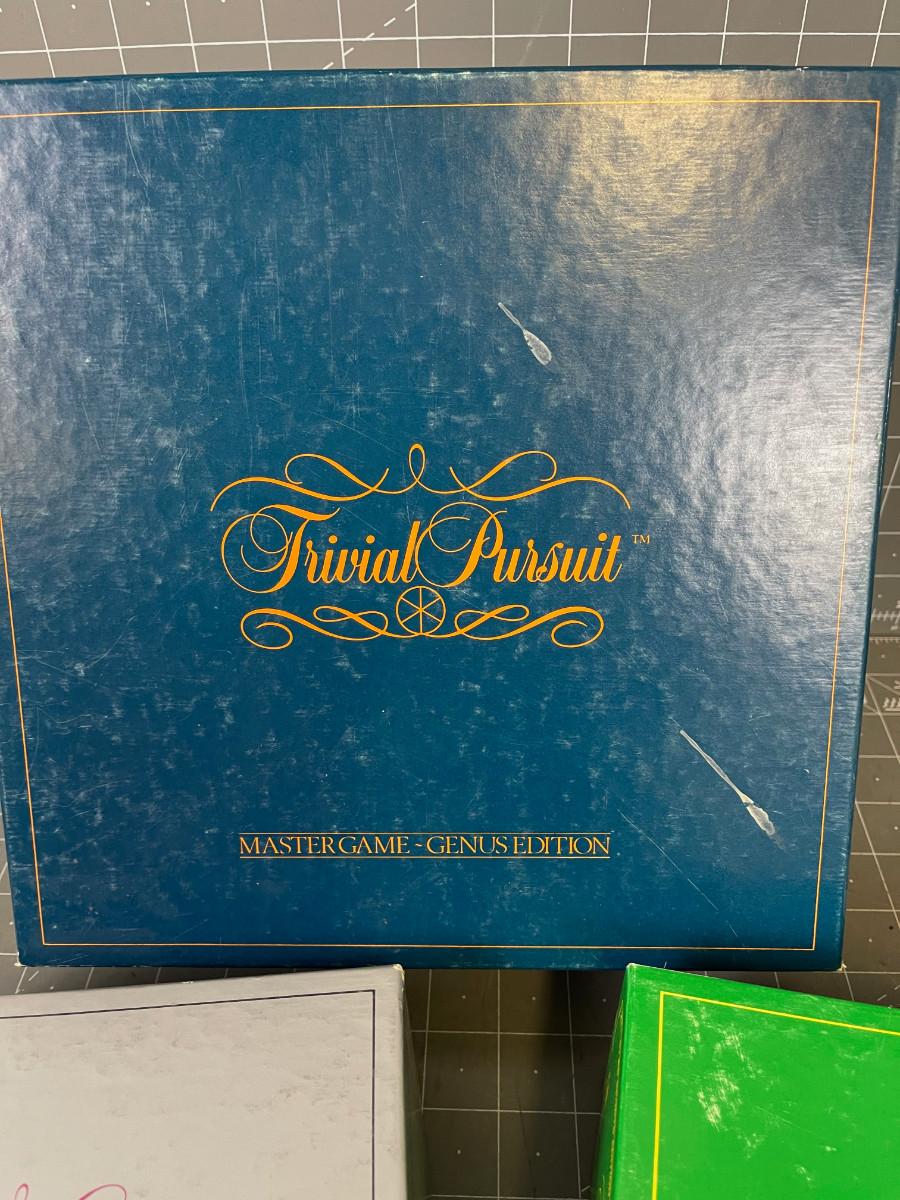 Trivial Pursuit™
MASTER GAME ~ GENUS EDITION